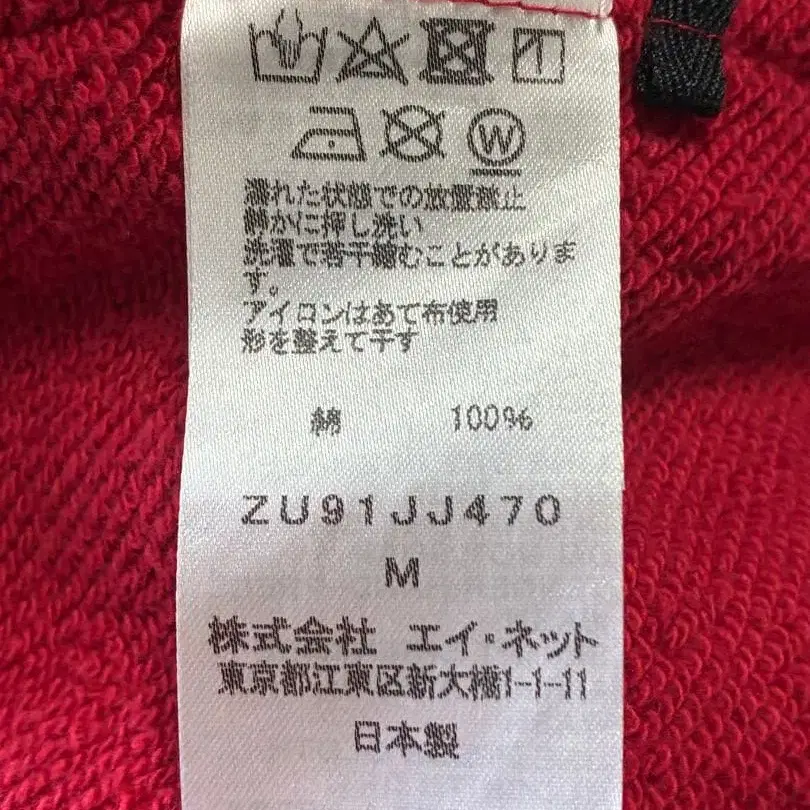 W
濡れた状態での放置禁止
静かに押し洗い
洗濯で若干縮むことがありま
す。
アイロンはあて布使用
形を整えて干す
綿 100%
ZU91JJ470
M
株式会社 エイ・ネット
東京都江東区新大橋1-1-11
日本製